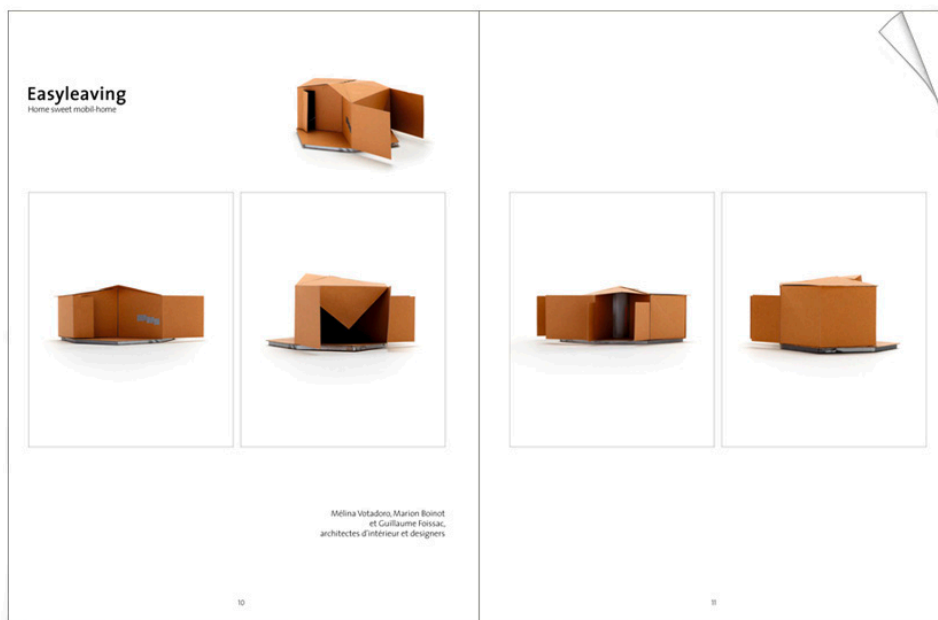 Easyleaving
Home sweet mobil-home
Mélina Votadoro, Marion Boinot
et Guillaume Foissac,
architectes d'intérieur et designers
10
11